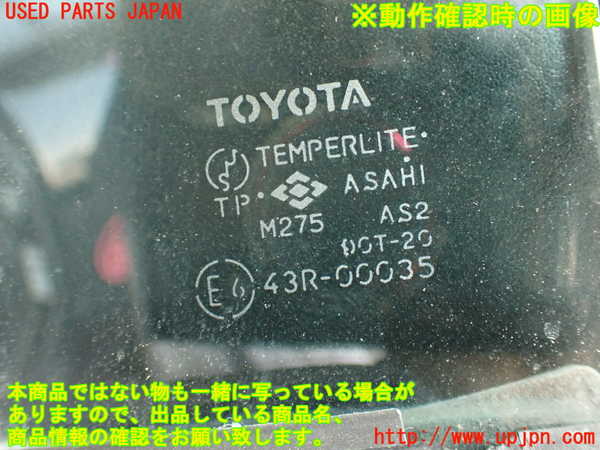 USED PARTS JAPAN
※動作確認時の画像
TOYOTA
TEMPERLITE
TP ASAHI
M275 AS2
DOT-20
E6 43R-00035
本商品ではない物も一緒に写っている場合が
ありますので、出品している商品名、
商品情報の確認をお願い致します。
http://www.upjpn.com/